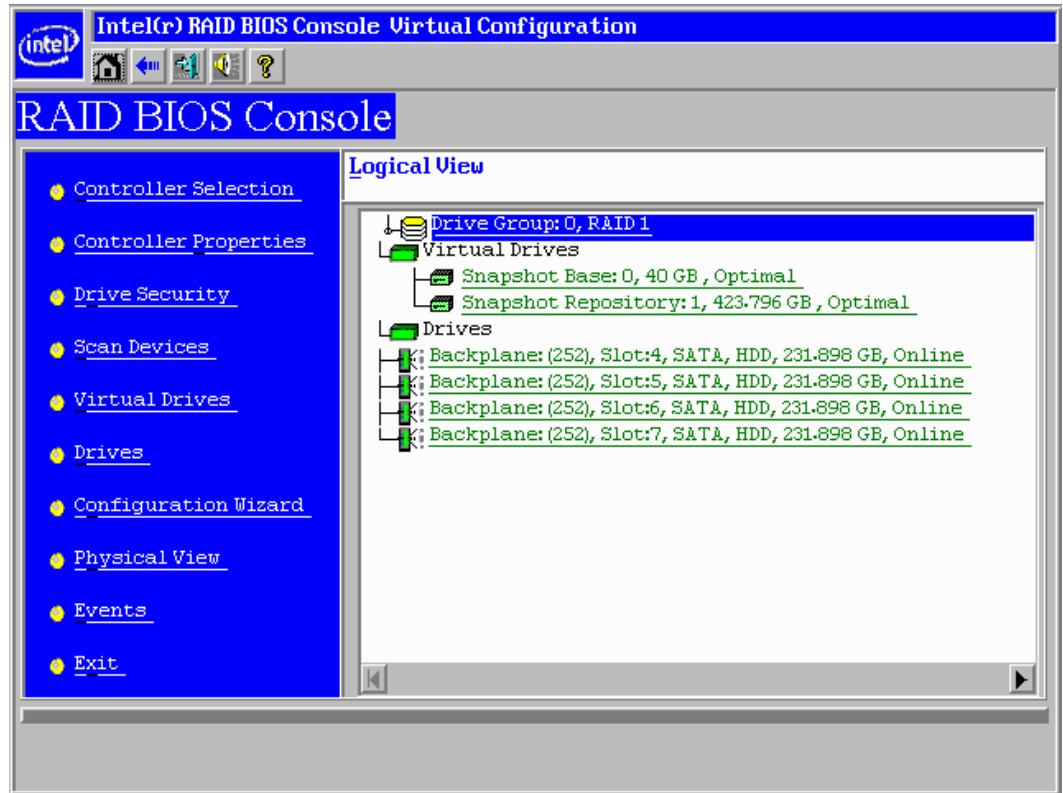 Intel(r) RAID BIOS Console Virtual Configuration
intel
RAID BIOS Console
Controller Selection
Controller Properties
Drive Security
Scan Devices
Virtual Drives
Drives
Configuration Wizard
Physical View
Events
Exit
Logical View
Drive Group: 0, RAID 1
Virtual Drives
Snapshot Base: 0, 40 GB, Optimal
Snapshot Repository: 1, 423.796 GB, Optimal
Drives
Backplane: (252), Slot:4, SATA, HDD, 231.898 GB, Online
Backplane: (252), Slot:5, SATA, HDD, 231.898 GB, Online
Backplane: (252), Slot:6, SATA, HDD, 231.898 GB, Online
Backplane: (252), Slot:7, SATA, HDD, 231.898 GB, Online